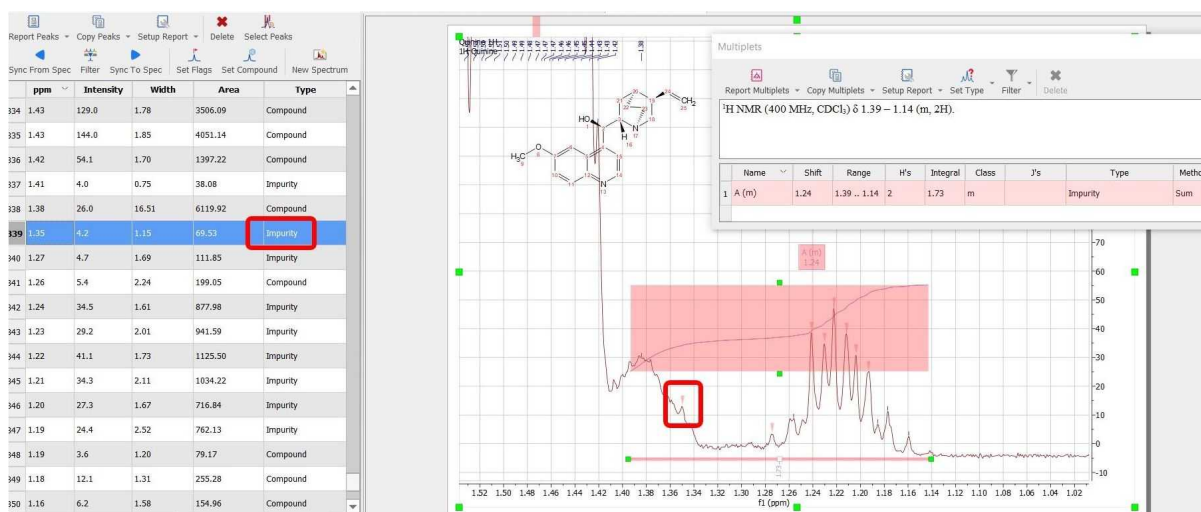 Report Peaks Copy Peaks Setup Report Delete Select Peaks
Sync From Spec Filter Sync To Spec Set Flags Set Compound New Spectrum
ppm Intensity Width Area Type
334 1.43 129.0 1.78 3506.09 Compound
335 1.43 144.0 1.85 4051.14 Compound
336 1.42 54.1 1.70 1397.22 Compound
337 1.41 4.0 0.75 38.08 Impurity
338 1.38 26.0 16.51 6119.92 Compound
339 1.35 4.2 1.15 69.53 Impurity
340 1.27 4.7 1.69 111.85 Impurity
341 1.26 5.4 2.24 199.05 Compound
342 1.24 34.5 1.61 877.98 Impurity
343 1.23 29.2 2.01 941.59 Impurity
344 1.22 41.1 1.73 1125.50 Impurity
345 1.21 34.3 2.11 1034.22 Impurity
346 1.20 27.3 1.67 716.84 Impurity
347 1.19 24.4 2.52 762.13 Impurity
348 1.19 3.6 1.20 79.17 Compound
349 1.18 12.1 1.31 255.28 Compound
350 1.16 6.2 1.58 154.96 Compound
Quinine 1H
1H Quinine
1.38
HO
H
N
CH₂
H₃C
O
N
A (m)
1.24
1.73
Multiplets
Report Multiplets Copy Multiplets Setup Report Set Type Filter Delete
¹H NMR (400 MHz, CDCl₃) δ 1.39 – 1.14 (m, 2H).
Name Shift Range H's Integral Class J's Type Metho
1 A (m) 1.24 1.39 .. 1.14 2 1.73 m Impurity Sum
70
60
50
40
30
20
10
0
-10
1.52 1.50 1.48 1.46 1.44 1.42 1.40 1.38 1.36 1.34 1.32 1.30 1.28 1.26 1.24 1.22 1.20 1.18 1.16 1.14 1.12 1.10 1.08 1.06 1.04 1.02
f1 (ppm)